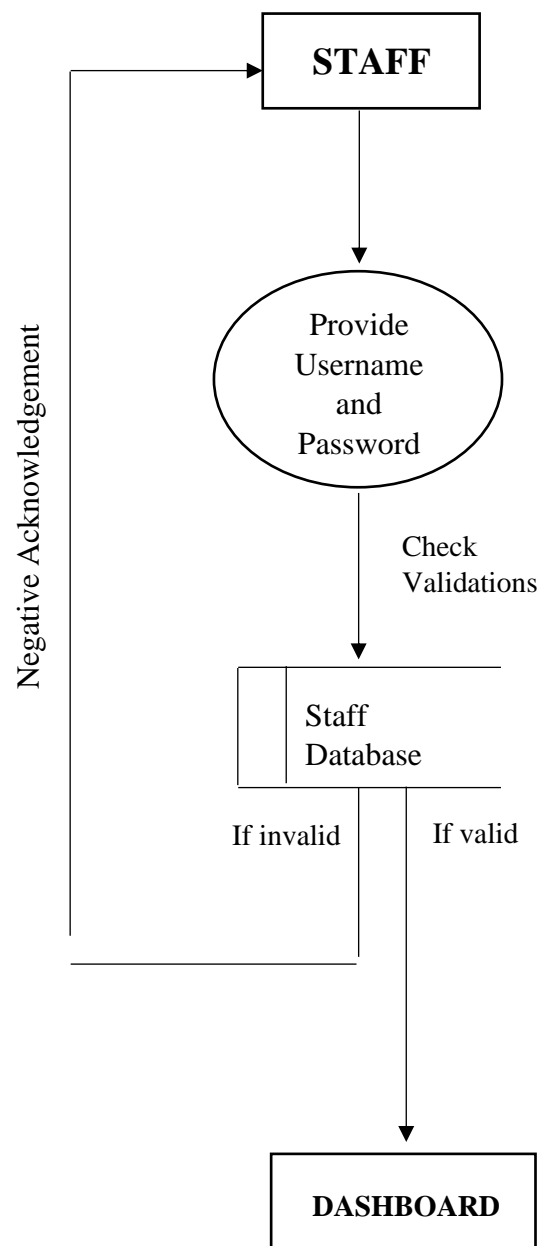 STAFF
Provide
Username
and
Password
Negative Acknowledgement
Check
Validations
Staff
Database
If invalid
If valid
DASHBOARD